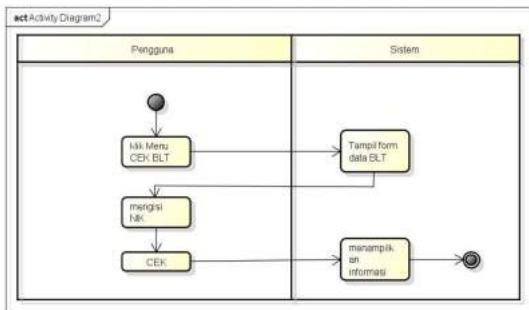 act Activity Diagram2
Pengguna
Sistem
klik Menu
CEK BLT
Tampil form
data BLT
mengisi
NIK
CEK
menampilk
an
informasi